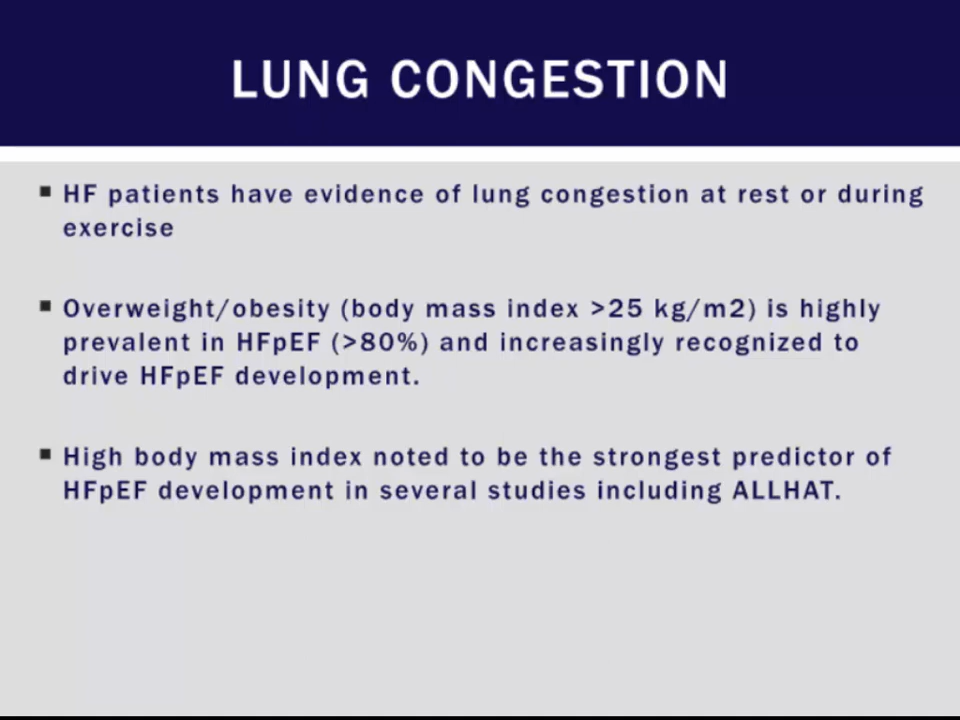 LUNG CONGESTION
▪ HF patients have evidence of lung congestion at rest or during
exercise
▪ Overweight/obesity (body mass index >25 kg/m2) is highly
prevalent in HFpEF (>80%) and increasingly recognized to
drive HFpEF development.
▪ High body mass index noted to be the strongest predictor of
HFpEF development in several studies including ALLHAT.